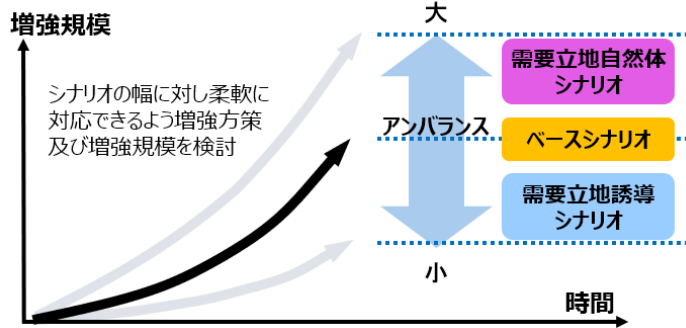 増強規模
大
需要立地自然体
シナリオ
シナリオの幅に対し柔軟に
対応できるよう増強方策
及び増強規模を検討
アンバランス
ベースシナリオ
需要立地誘導
シナリオ
小
時間